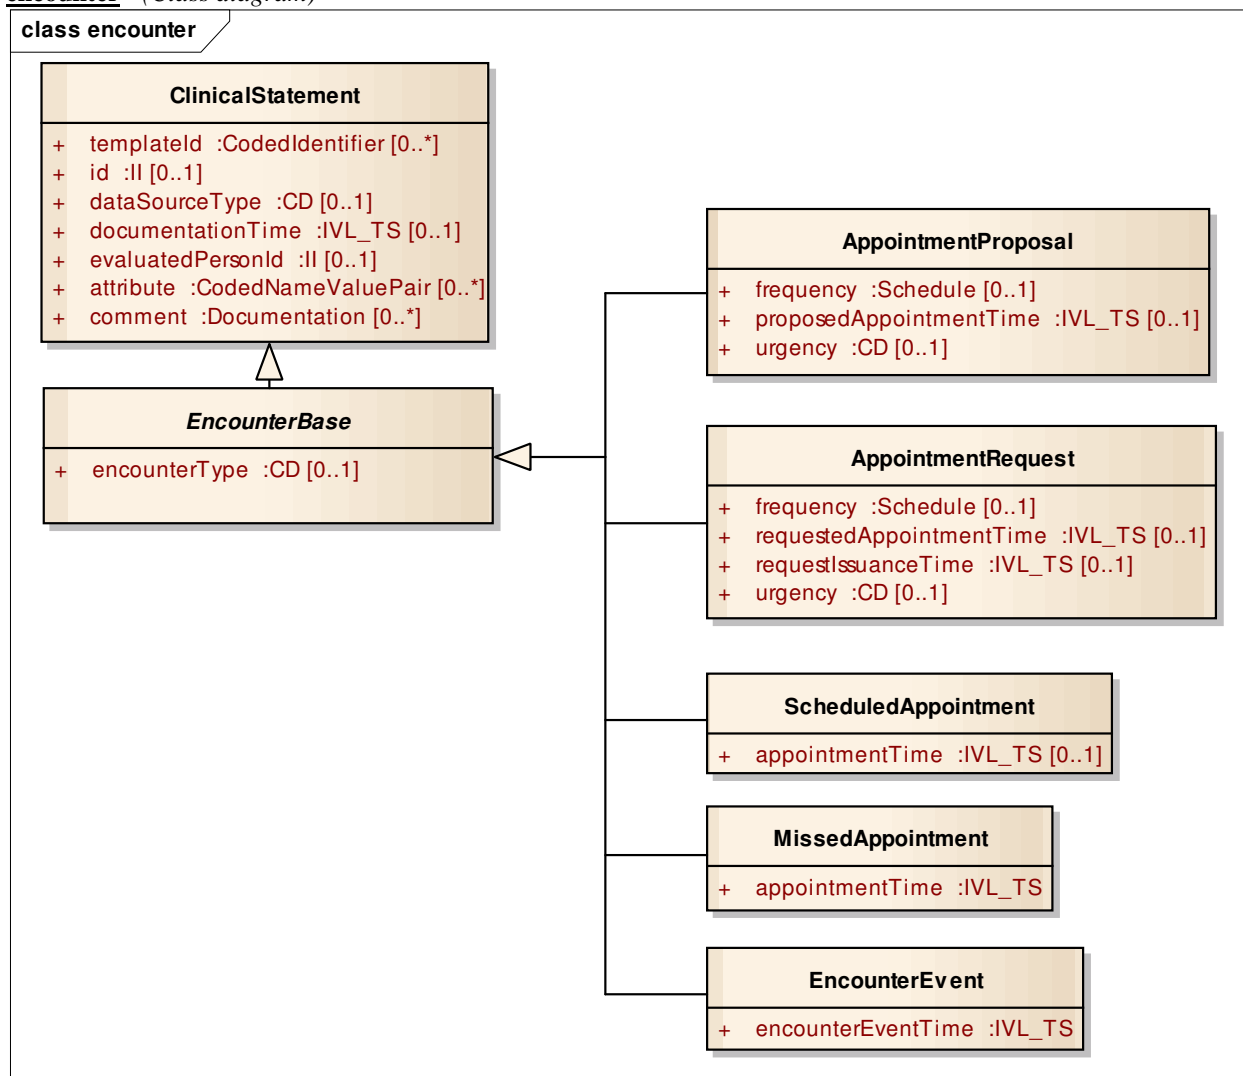 encounter - (Class diagram)
class encounter
ClinicalStatement
+ templateId :CodedIdentifier [0..*]
+ id :II [0..1]
+ dataSourceType :CD [0..1]
+ documentationTime :IVL_TS [0..1]
+ evaluatedPersonId :II [0..1]
+ attribute :CodedNameValuePair [0..*]
+ comment :Documentation [0..*]
EncounterBase
+ encounterType :CD [0..1]
AppointmentProposal
+ frequency :Schedule [0..1]
+ proposedAppointmentTime :IVL_TS [0..1]
+ urgency :CD [0..1]
AppointmentRequest
+ frequency :Schedule [0..1]
+ requestedAppointmentTime :IVL_TS [0..1]
+ requestIssuanceTime :IVL_TS [0..1]
+ urgency :CD [0..1]
ScheduledAppointment
+ appointmentTime :IVL_TS [0..1]
MissedAppointment
+ appointmentTime :IVL_TS
EncounterEvent
+ encounterEventTime :IVL_TS